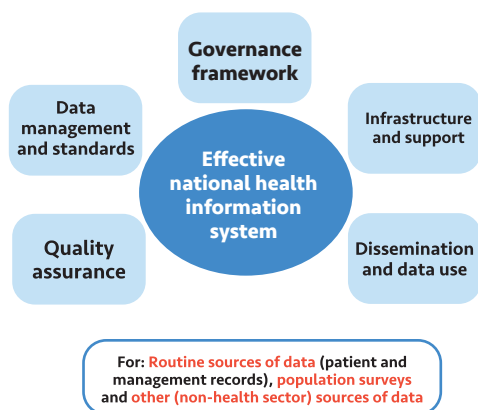 Governance
framework
Data
management
and standards
Infrastructure
and support
Effective
national health
information
system
Quality
assurance
Dissemination
and data use
For: Routine sources of data (patient and
management records), population surveys
and other (non-health sector) sources of data